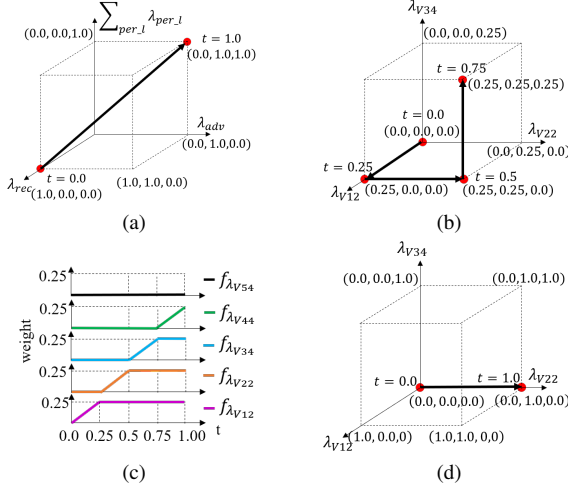 ∑per_l λper_l
(0.0, 0.0,1.0)
t = 1.0
(0.0, 1.0,1.0)
λadv
(0.0, 1.0,0.0)
t = 0.0
λrec
(1.0, 0.0, 0.0)
(1.0, 1.0, 0.0)
(a)
λV34
(0.0, 0.0, 0.25)
t = 0.75
(0.25, 0.25,0.25)
t = 0.0
(0.0, 0.0, 0.0)
λV22
(0.0, 0.25, 0.0)
t = 0.25
t = 0.5
λV12
(0.25, 0.0, 0.0)
(0.25, 0.25, 0.0)
(b)
0.25
fλV54
0.25
fλV44
0.25
fλV34
0.25
fλV22
0.25
fλV12
weight
0.0 0.25 0.5 0.75 1.00 t
(c)
λV34
(0.0, 0.0,1.0)
(0.0,1.0,1.0)
t = 0.0
t = 1.0
λV22
(0.0, 0.0,0.0)
(0.0, 1.0,0.0)
λV12
(1.0, 0.0,0.0)
(1.0,1.0, 0.0)
(d)